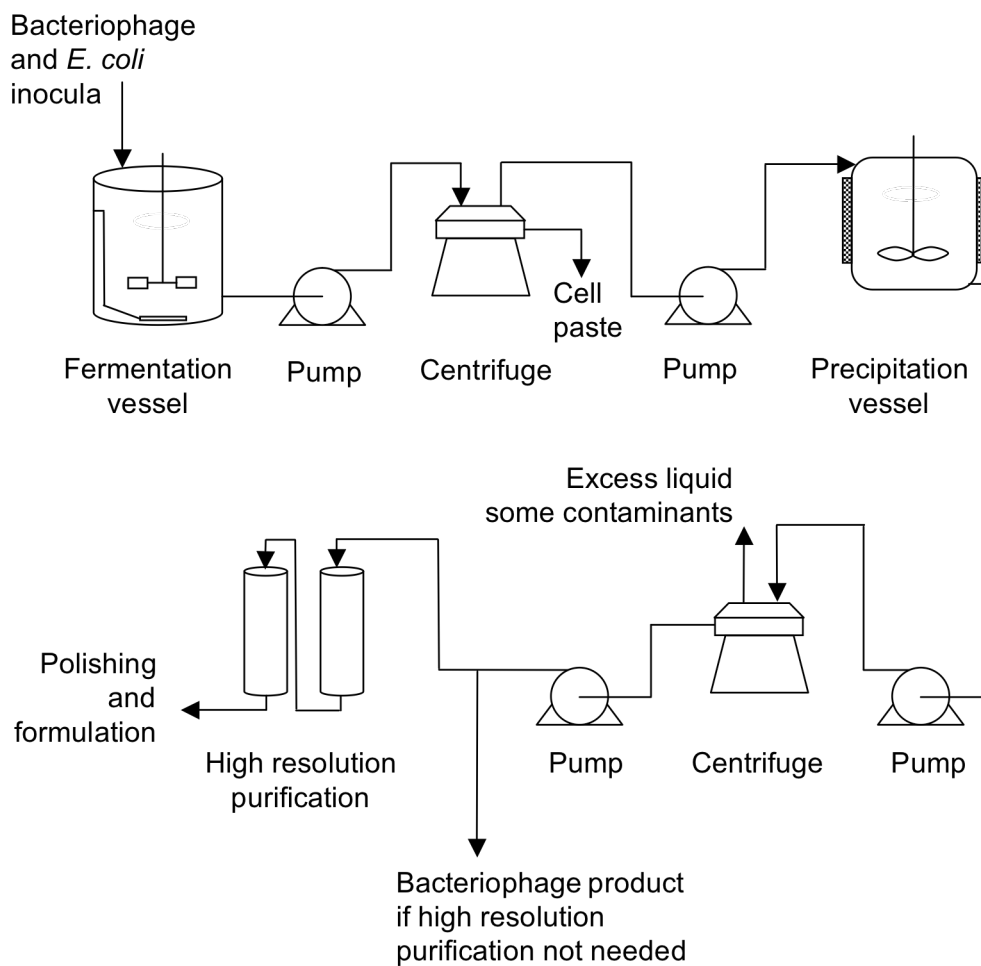 Bacteriophage
and E. coli
inocula
Cell
paste
Fermentation
vessel
Pump
Centrifuge
Pump
Precipitation
vessel
Excess liquid
some contaminants
Polishing
and
formulation
High resolution
purification
Pump
Centrifuge
Pump
Bacteriophage product
if high resolution
purification not needed